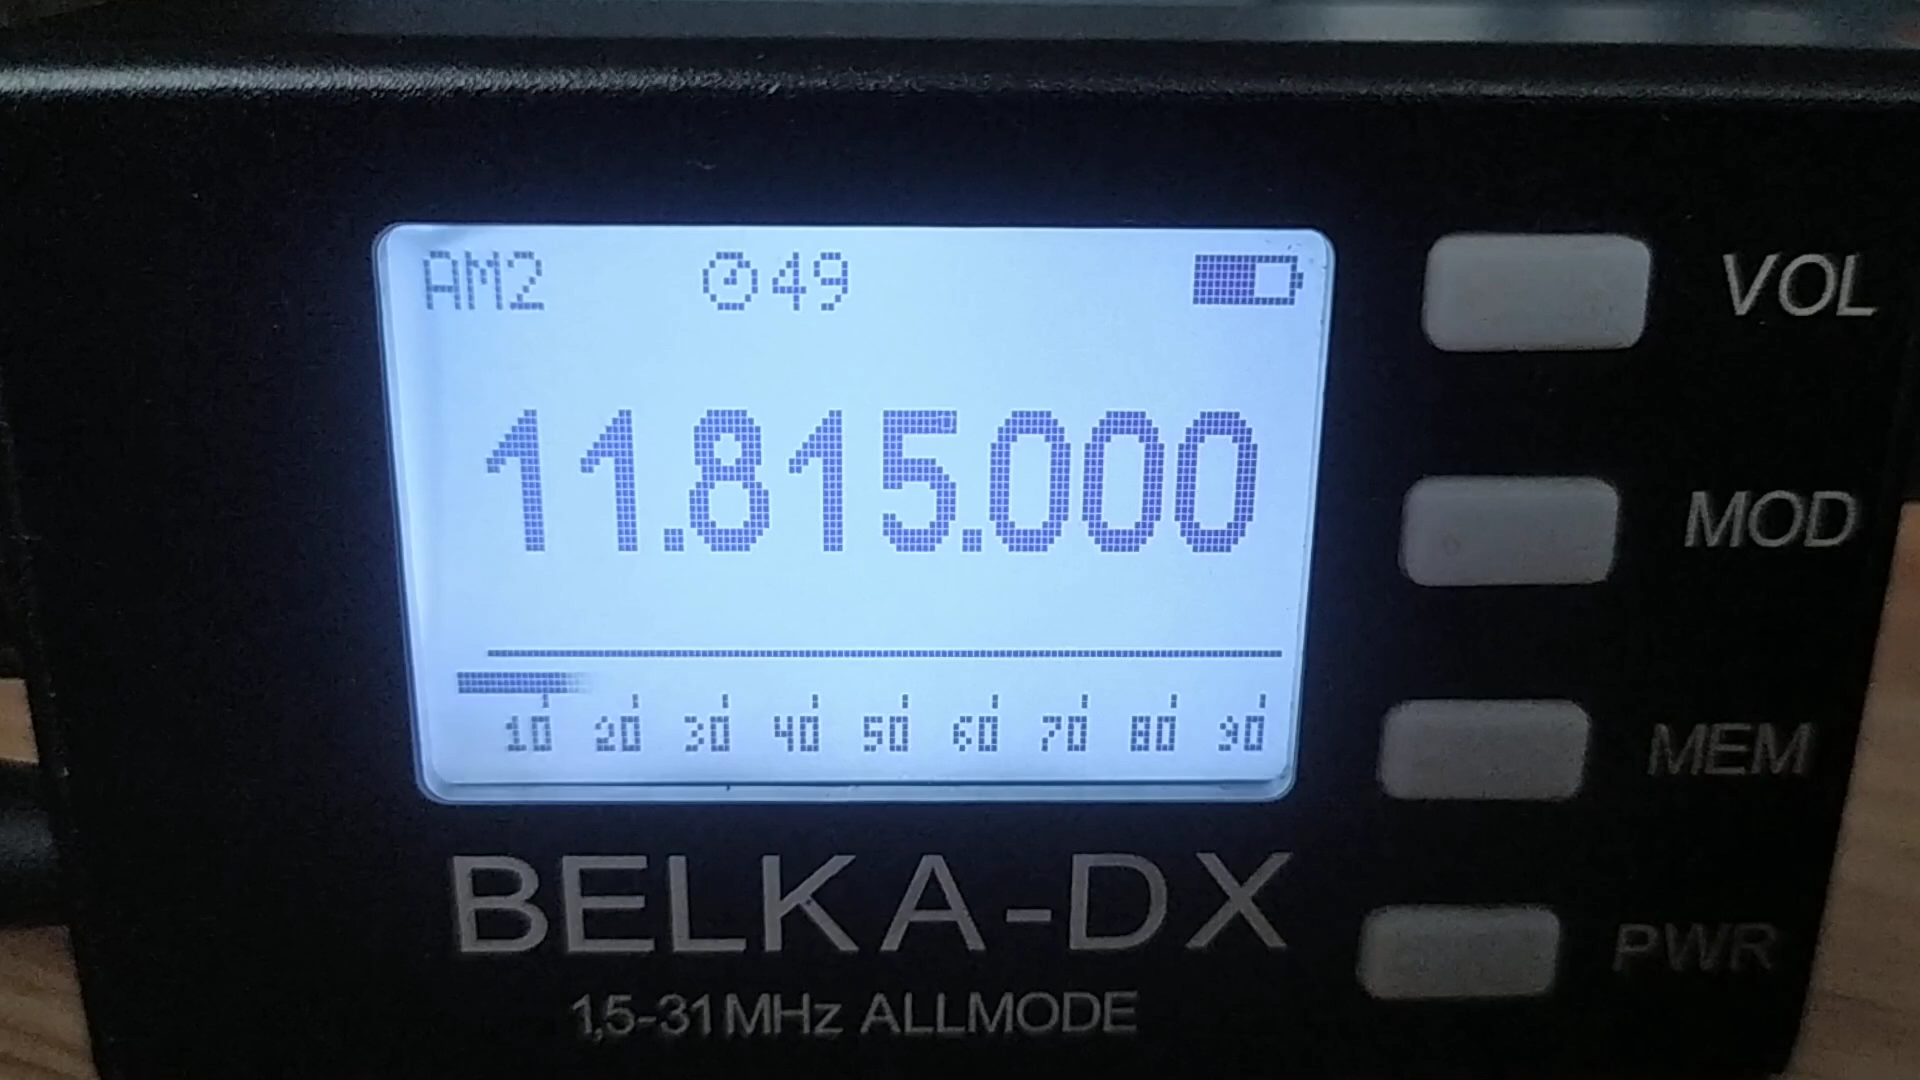 AM2 49
11.815.000
10 20 30 40 50 60 70 80 90
BELKA-DX
1,5-31MHz ALLMODE
VOL
MOD
MEM
PWR